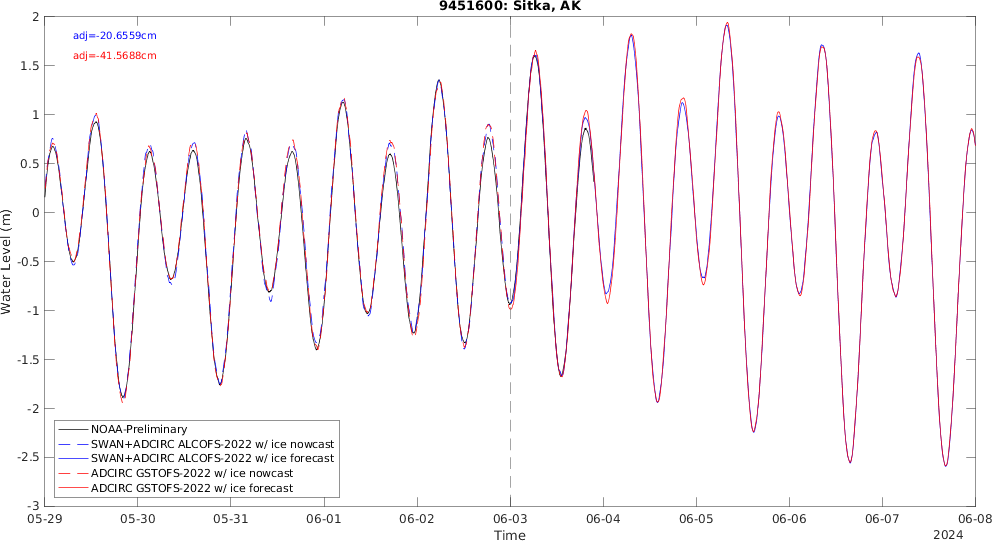 9451600: Sitka, AK
adj=-20.6559cm
adj=-41.5688cm
2
1.5
1
0.5
0
-0.5
-1
-1.5
-2
-2.5
-3
Water Level (m)
NOAA-Preliminary
SWAN+ADCIRC ALCOFS-2022 w/ ice nowcast
SWAN+ADCIRC ALCOFS-2022 w/ ice forecast
ADCIRC GSTOFS-2022 w/ ice nowcast
ADCIRC GSTOFS-2022 w/ ice forecast
05-29 05-30 05-31 06-01 06-02 06-03 06-04 06-05 06-06 06-07 06-08
Time
2024